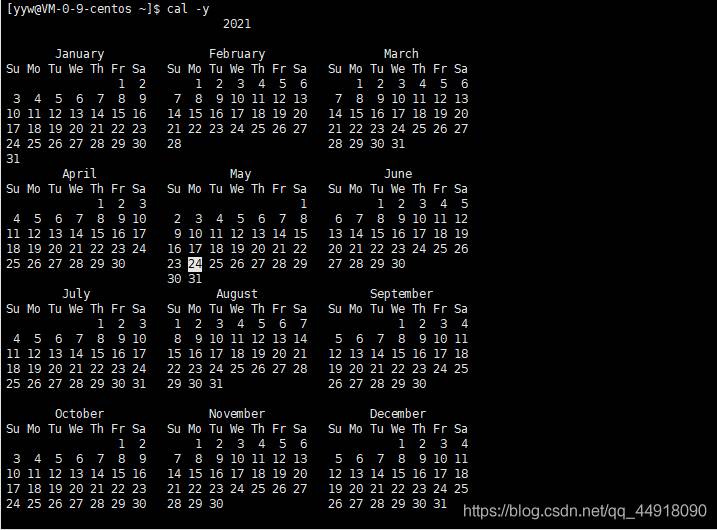 [yyw@VM-0-9-centos ~]$ cal -y
                               2021

       January               February                 March
Su Mo Tu We Th Fr Sa   Su Mo Tu We Th Fr Sa   Su Mo Tu We Th Fr Sa
                1  2       1  2  3  4  5  6       1  2  3  4  5  6
 3  4  5  6  7  8  9    7  8  9 10 11 12 13    7  8  9 10 11 12 13
10 11 12 13 14 15 16   14 15 16 17 18 19 20   14 15 16 17 18 19 20
17 18 19 20 21 22 23   21 22 23 24 25 26 27   21 22 23 24 25 26 27
24 25 26 27 28 29 30   28                     28 29 30 31
31
        April                   May                   June
Su Mo Tu We Th Fr Sa   Su Mo Tu We Th Fr Sa   Su Mo Tu We Th Fr Sa
             1  2  3                      1          1  2  3  4  5
 4  5  6  7  8  9 10    2  3  4  5  6  7  8    6  7  8  9 10 11 12
11 12 13 14 15 16 17    9 10 11 12 13 14 15   13 14 15 16 17 18 19
18 19 20 21 22 23 24   16 17 18 19 20 21 22   20 21 22 23 24 25 26
25 26 27 28 29 30      23 24 25 26 27 28 29   27 28 29 30
                       30 31
        July                  August                September
Su Mo Tu We Th Fr Sa   Su Mo Tu We Th Fr Sa   Su Mo Tu We Th Fr Sa
             1  2  3    1  2  3  4  5  6  7             1  2  3  4
 4  5  6  7  8  9 10    8  9 10 11 12 13 14    5  6  7  8  9 10 11
11 12 13 14 15 16 17   15 16 17 18 19 20 21   12 13 14 15 16 17 18
18 19 20 21 22 23 24   22 23 24 25 26 27 28   19 20 21 22 23 24 25
25 26 27 28 29 30 31   29 30 31               26 27 28 29 30

       October               November               December
Su Mo Tu We Th Fr Sa   Su Mo Tu We Th Fr Sa   Su Mo Tu We Th Fr Sa
                1  2       1  2  3  4  5  6             1  2  3  4
 3  4  5  6  7  8  9    7  8  9 10 11 12 13    5  6  7  8  9 10 11
10 11 12 13 14 15 16   14 15 16 17 18 19 20   12 13 14 15 16 17 18
17 18 19 20 21 22 23   21 22 23 24 25 26 27   19 20 21 22 23 24 25
24 25 26 27 28 29 30   28 29 30               26 27 28 29 30 31
https://blog.csdn.net/qq_44918090